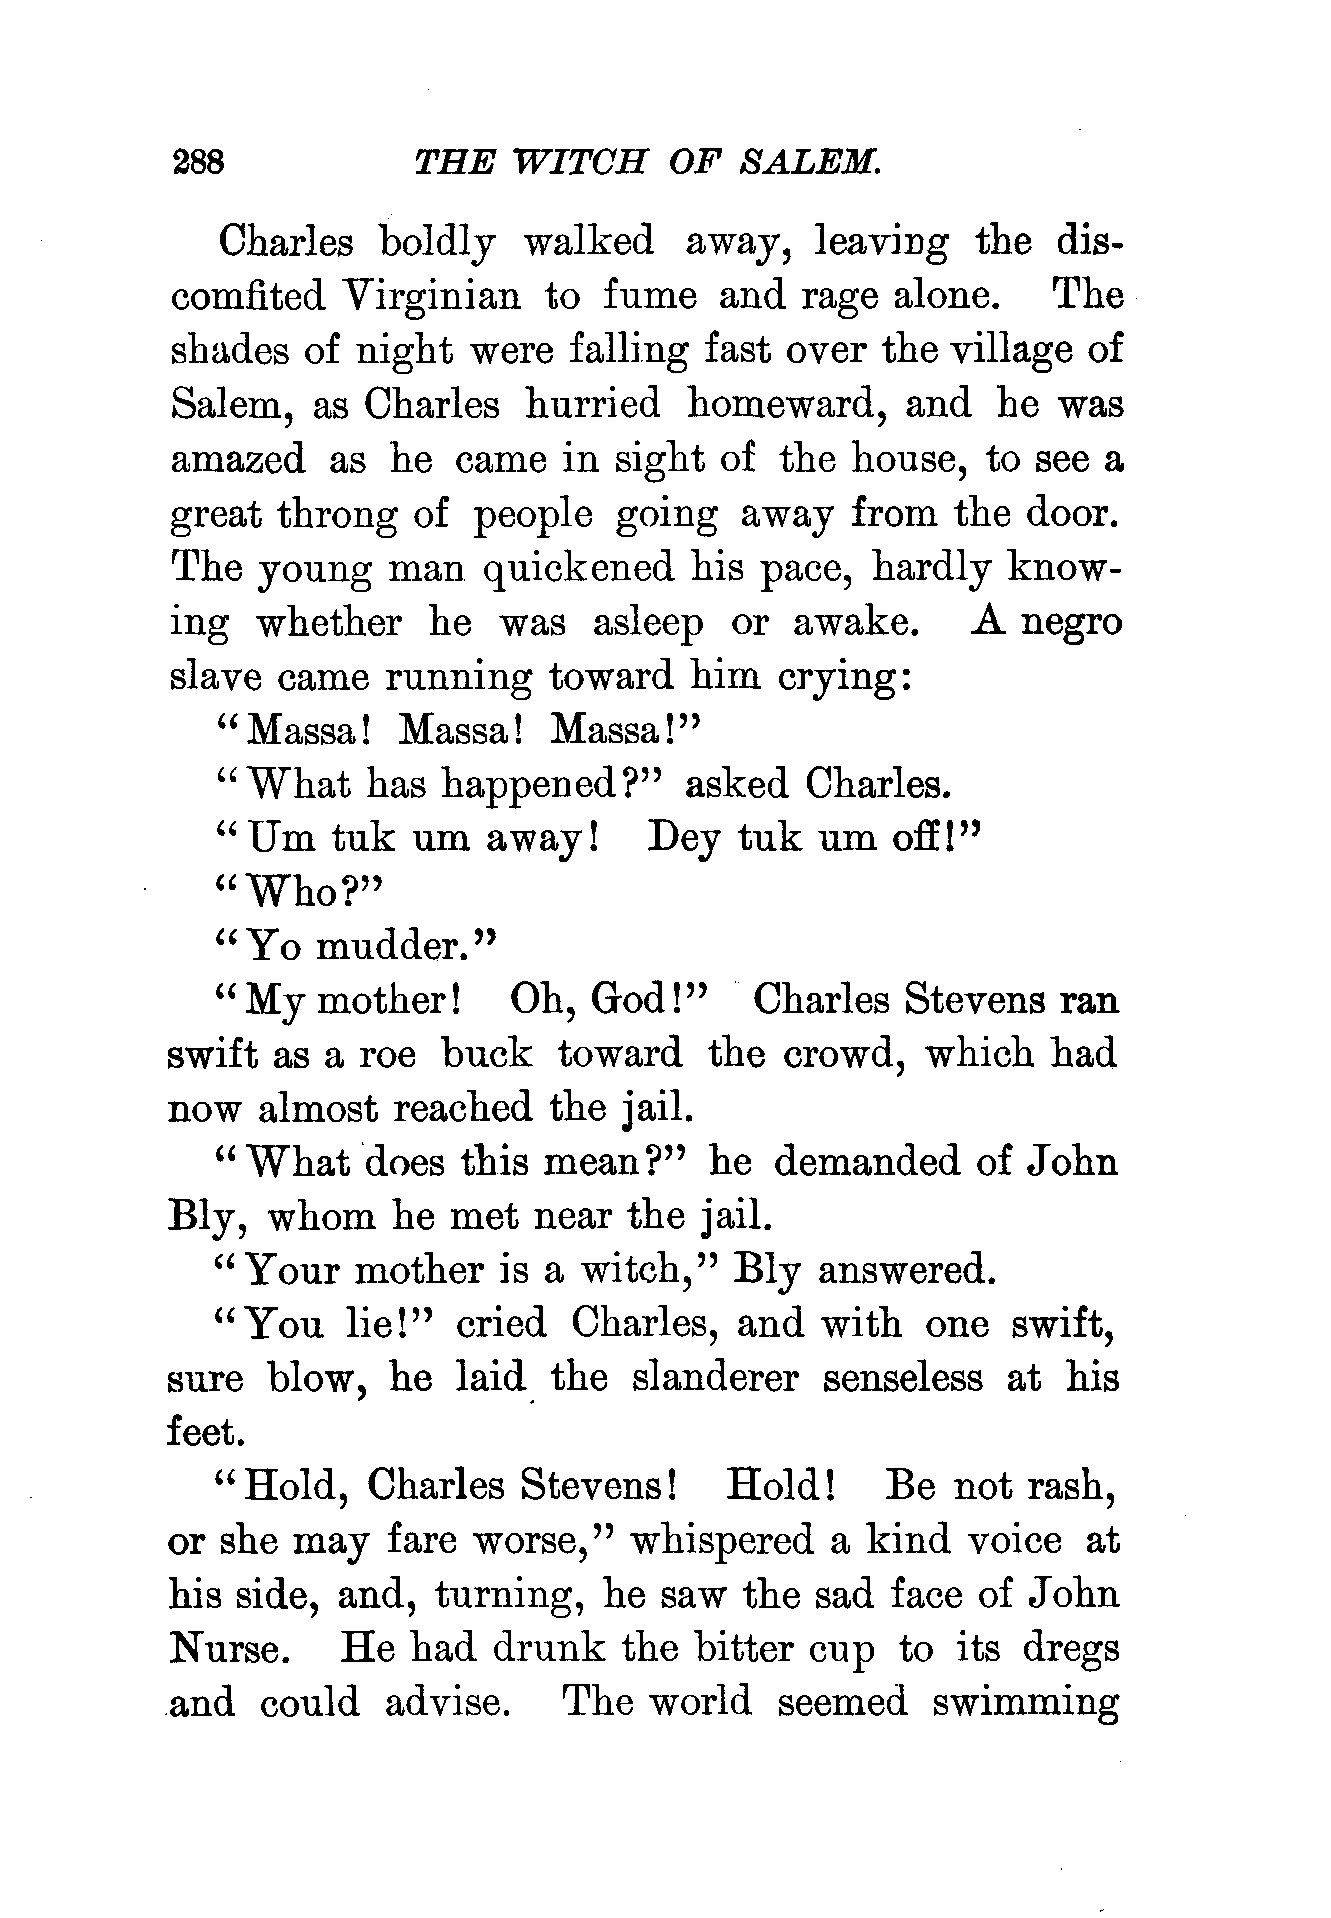 288 THE WITCH OF SALEM.
Charles boldly walked away, leaving the dis-
comfited Virginian to fume and rage alone. The
shades of night were falling fast over the village of
Salem, as Charles hurried homeward, and he was
amazed as he came in sight of the house, to see a
great throng of people going away from the door.
The young man quickened his pace, hardly know-
ing whether he was asleep or awake. A negro
slave came running toward him crying:
"Massa! Massa! Massa!"
"What has happened?" asked Charles.
"Um tuk um away! Dey tuk um off!"
"Who?"
"Yo mudder."
"My mother! Oh, God!" Charles Stevens ran
swift as a roe buck toward the crowd, which had
now almost reached the jail.
"What does this mean?" he demanded of John
Bly, whom he met near the jail.
"Your mother is a witch," Bly answered.
"You lie!" cried Charles, and with one swift,
sure blow, he laid the slanderer senseless at his
feet.
"Hold, Charles Stevens! Hold! Be not rash,
or she may fare worse," whispered a kind voice at
his side, and, turning, he saw the sad face of John
Nurse. He had drunk the bitter cup to its dregs
and could advise. The world seemed swimming